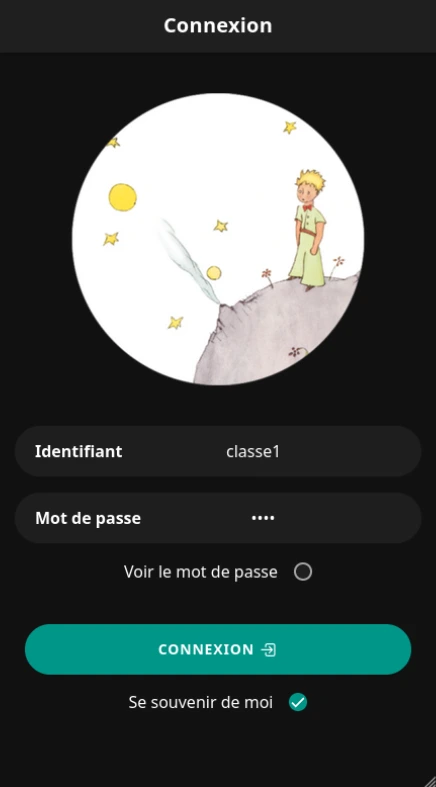 Connexion
Identifiant classe1
Mot de passe ••••
Voir le mot de passe
CONNEXION
Se souvenir de moi